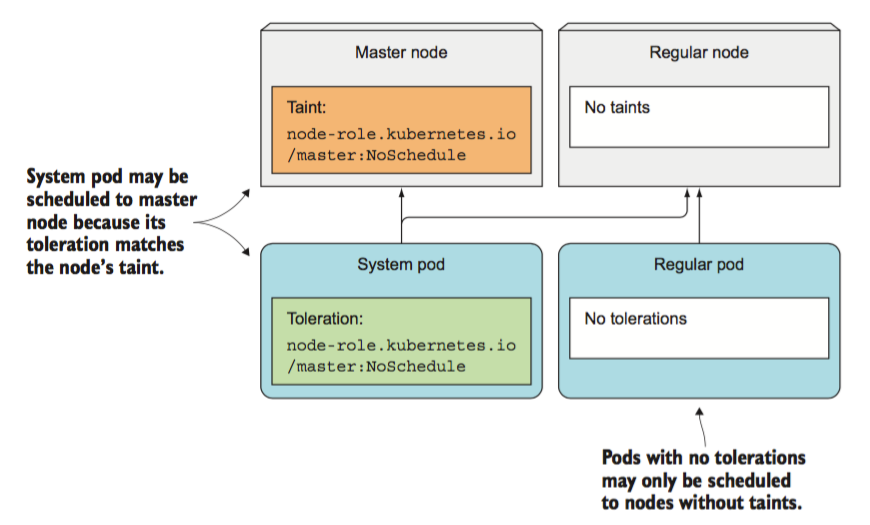 Master node
Regular node
Taint:
node-role.kubernetes.io
/master:NoSchedule
No taints
System pod may be
scheduled to master
node because its
toleration matches
the node's taint.
System pod
Regular pod
Toleration:
node-role.kubernetes.io
/master:NoSchedule
No tolerations
Pods with no tolerations
may only be scheduled
to nodes without taints.